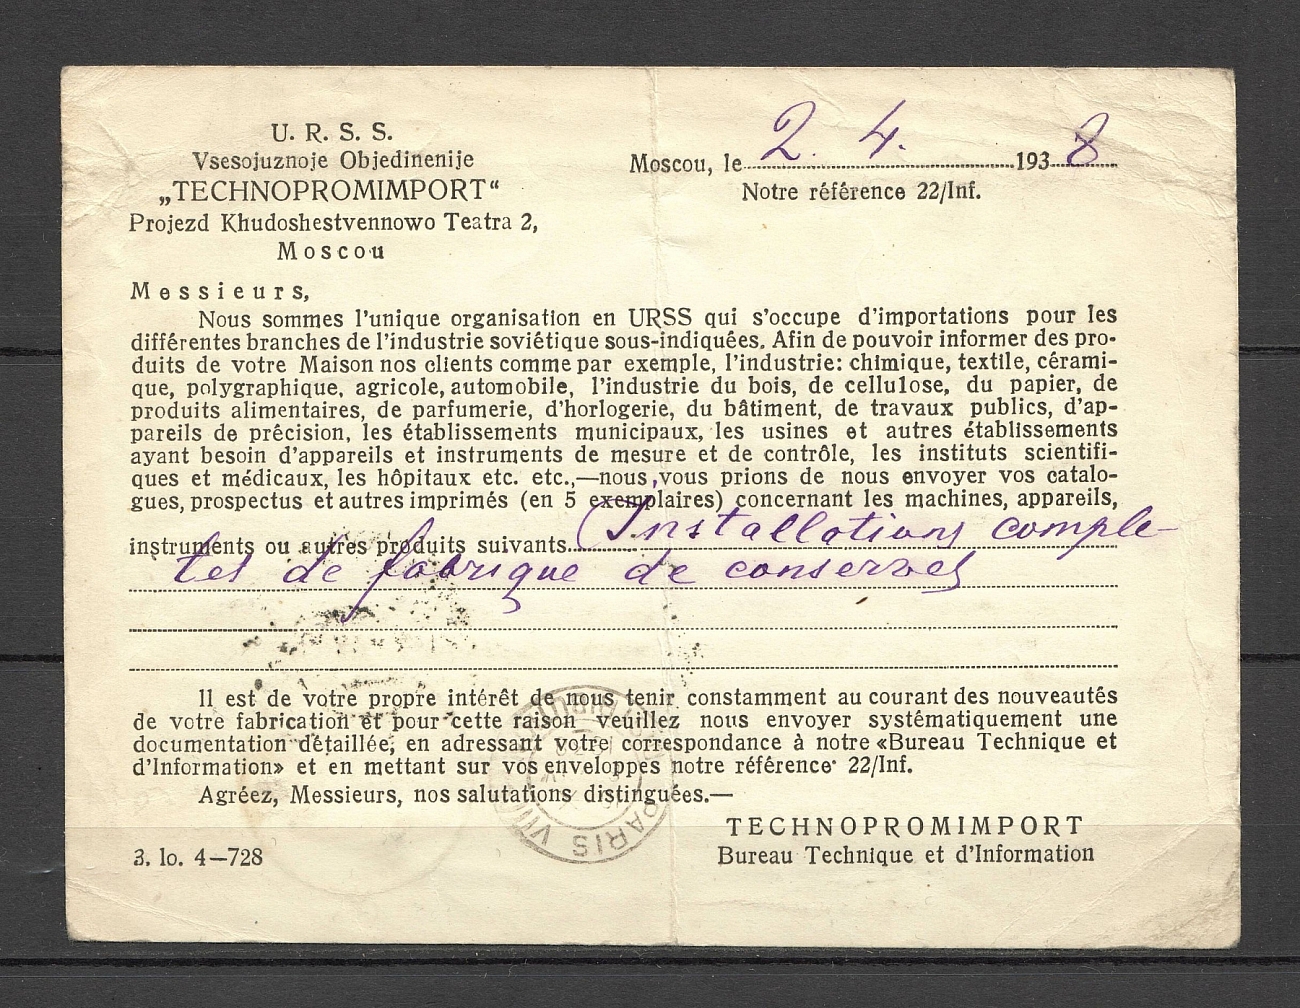 U. R. S. S.
Vsesojuznoje Objedinenije
„TECHNOPROMIMPORT“
Projezd Khudoshestvennowo Teatra 2,
Moscou
Moscou, le 2. 4. 1938
Notre référence 22/Inf.
Messieurs,
Nous sommes l'unique organisation en URSS qui s'occupe d'importations pour les
différentes branches de l'industrie soviétique sous-indiquées. Afin de pouvoir informer des pro-
duits de votre Maison nos clients comme par exemple, l'industrie: chimique, textile, cérami-
que, polygraphique, agricole, automobile, l'industrie du bois, de cellulose, du papier, de
produits alimentaires, de parfumerie, d'horlogerie, du bâtiment, de travaux publics, d'ap-
pareils de prêcision, les établissements municipaux, les usines et autres établissements
ayant besoin d'appareils et instruments de mesure et de contrôle, les instituts scientifi-
ques et médicaux, les hôpitaux etc. etc.,—nous vous prions de nous envoyer vos catalo-
gues, prospectus et autres imprimés (en 5 exemplaires) concernant les machines, appareils,
instruments ou autres produits suivants Installations comple-
tes de fabrique de conserves
Il est de votre propre intérêt de nous tenir constamment au courant des nouveautés
de votre fabrication et pour cette raison veuillez nous envoyer systématiquement une
documentation détaillée, en adressant votre correspondance à notre «Bureau Technique et
d'Information» et en mettant sur vos enveloppes notre référence 22/Inf.
Agréez, Messieurs, nos salutations distinguées.—
TECHNOPROMIMPORT
Bureau Technique et d'Information
3. lo. 4—728
PARIS VIII